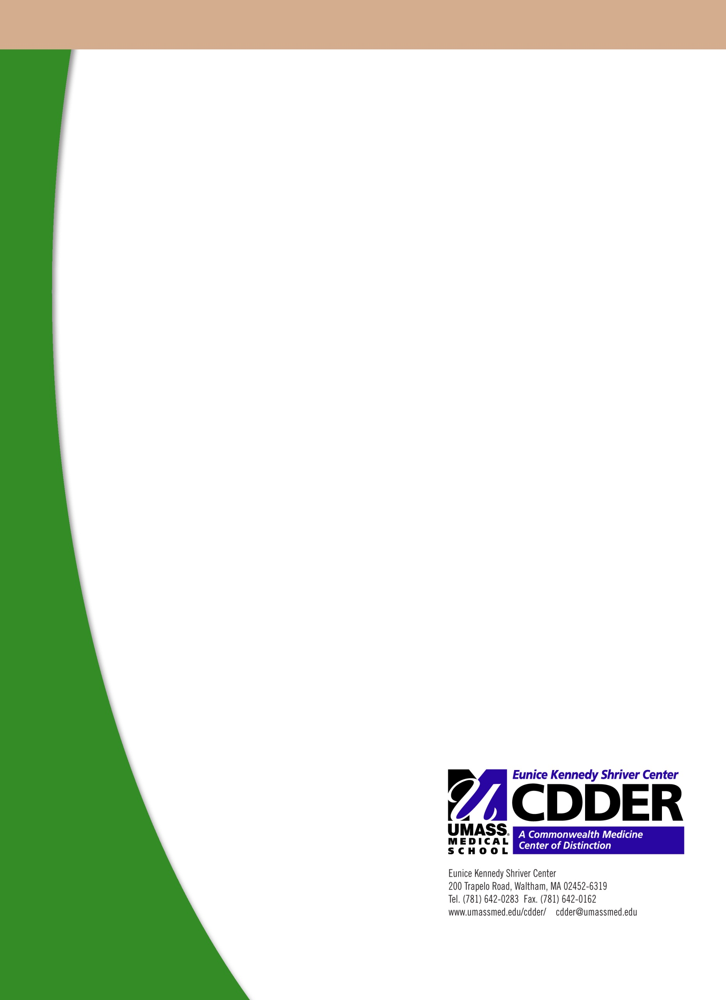 Eunice Kennedy Shriver Center
CDDER
UMASS®
MEDICAL
SCHOOL
A Commonwealth Medicine
Center of Distinction
Eunice Kennedy Shriver Center
200 Trapelo Road, Waltham, MA 02452-6319
Tel. (781) 642-0283 Fax. (781) 642-0162
www.umassmed.edu/cdder/ cdder@umassmed.edu